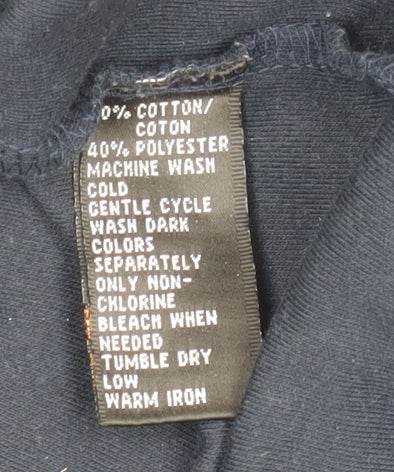 0% COTTON/
COTON
40% POLYESTER
MACHINE WASH
COLD
GENTLE CYCLE
WASH DARK
COLORS
SEPARATELY
ONLY NON-
CHLORINE
BLEACH WHEN
NEEDED
TUMBLE DRY
LOW
WARM IRON